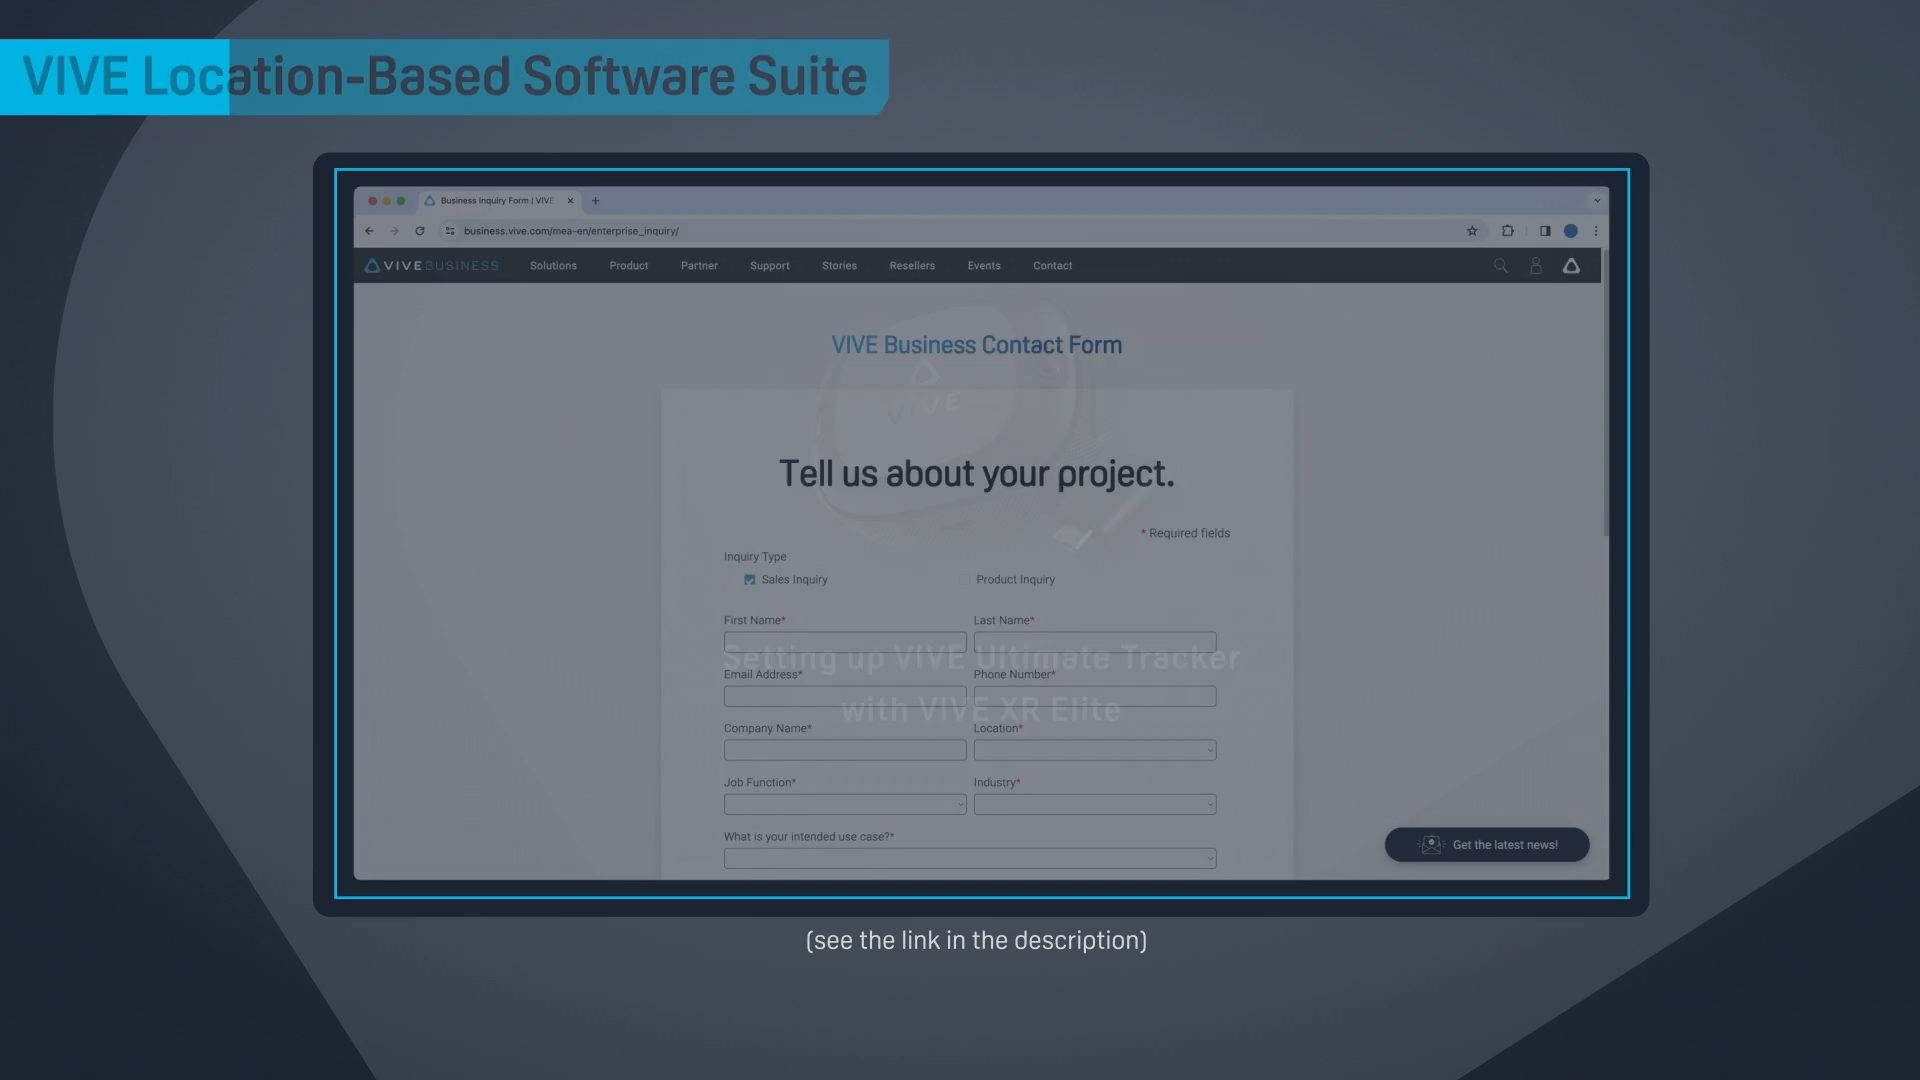 VIVE Location-Based Software Suite
Business Inquiry Form | VIVE
business.vive.com/mea-en/enterprise_inquiry/
VIVE BUSINESS Solutions Product Partner Support Stories Resellers Events Contact
VIVE Business Contact Form
VIVE
Tell us about your project.
* Required fields
Inquiry Type
Sales Inquiry Product Inquiry
First Name* Last Name*
Setting up VIVE Ultimate Tracker
Email Address* Phone Number*
with VIVE XR Elite
Company Name* Location*
Job Function* Industry*
What is your intended use case?*
Get the latest news!
(see the link in the description)